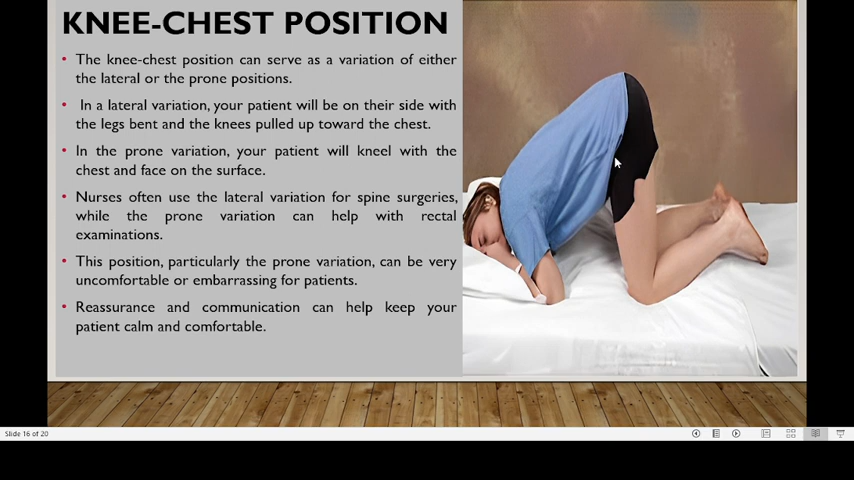 KNEE-CHEST POSITION
• The knee-chest position can serve as a variation of either
the lateral or the prone positions.
• In a lateral variation, your patient will be on their side with
the legs bent and the knees pulled up toward the chest.
• In the prone variation, your patient will kneel with the
chest and face on the surface.
• Nurses often use the lateral variation for spine surgeries,
while the prone variation can help with rectal
examinations.
• This position, particularly the prone variation, can be very
uncomfortable or embarrassing for patients.
• Reassurance and communication can help keep your
patient calm and comfortable.
Slide 16 of 20